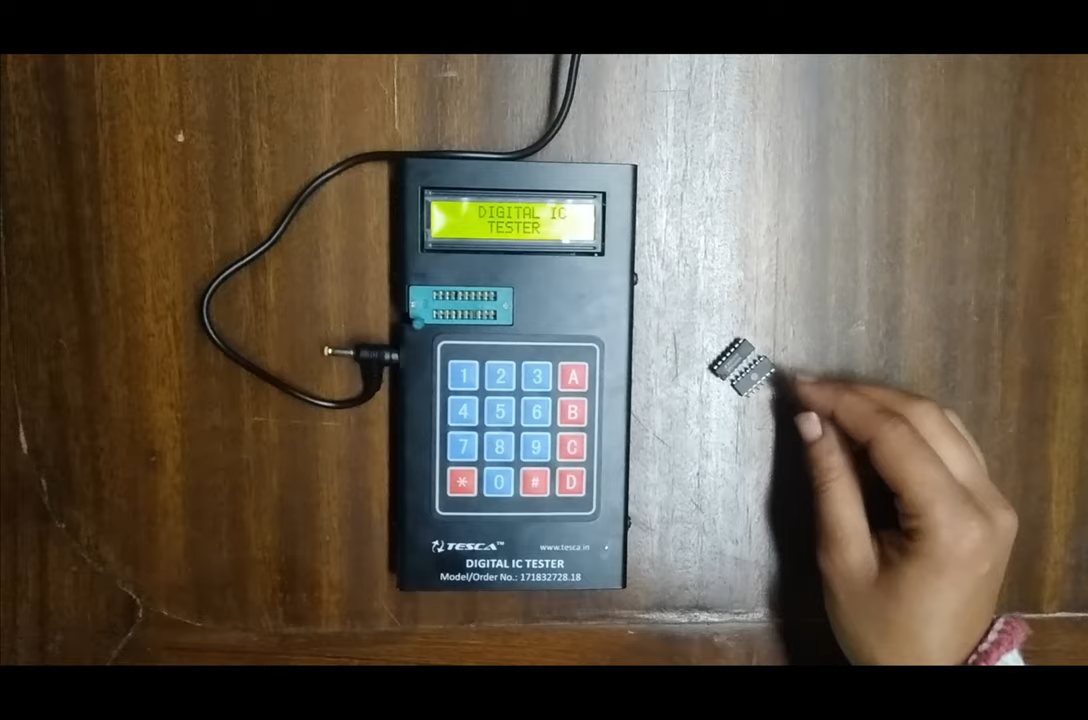 DIGITAL IC
TESTER
1 2 3 A
4 5 6 B
7 8 9 C
* 0 # D
TESCA™ www.tesca.in
DIGITAL IC TESTER
Model/Order No.: 171832728.18